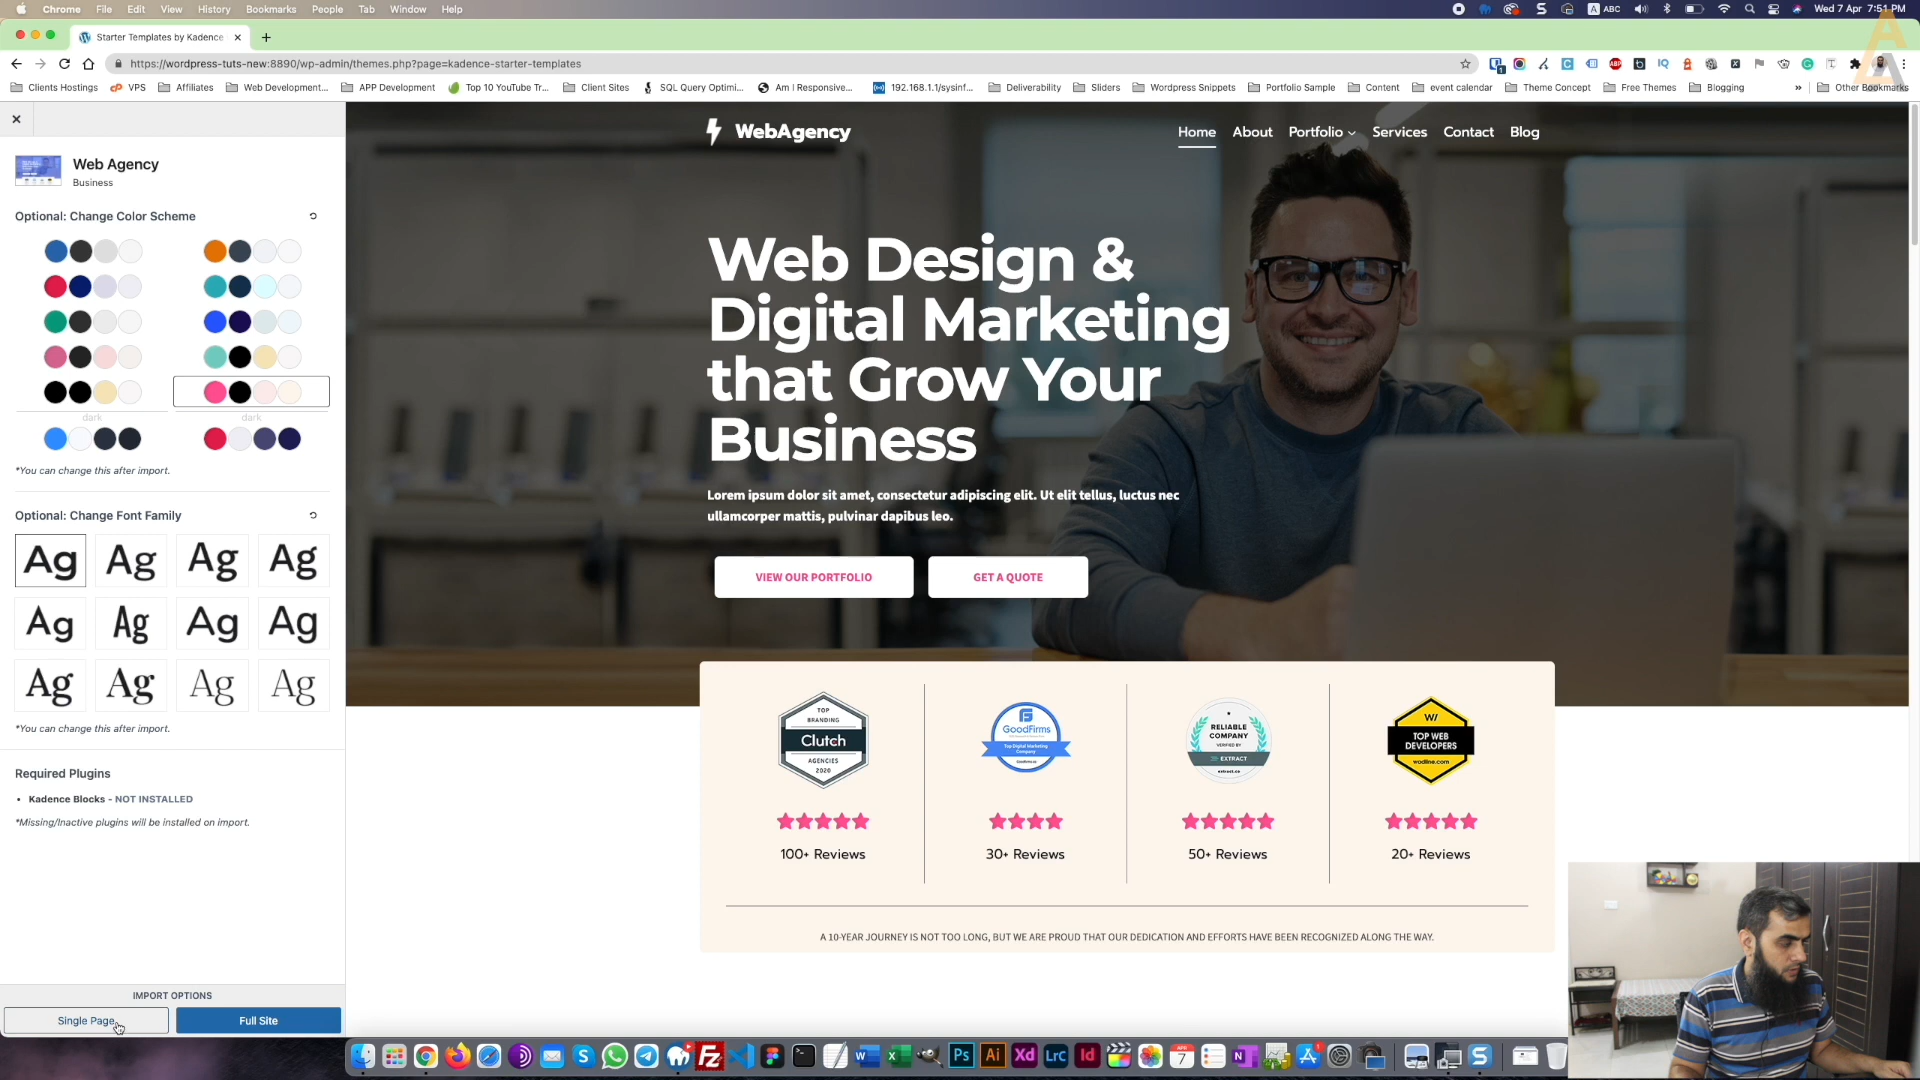 Chrome File Edit View History Bookmarks People Tab Window Help
ABC
Wed 7 Apr 7:51 PM
Starter Templates by Kadence
https://wordpress-tuts-new:8890/wp-admin/themes.php?page=kadence-starter-templates
Clients Hostings VPS Affiliates Web Development... APP Development Top 10 YouTube Tr... Client Sites SQL Query Optimi... Am I Responsive... 192.168.1.1/sysinf... Deliverability Sliders Wordpress Snippets Portfolio Sample Content event calendar Theme Concept Free Themes Blogging » Other Bookmarks
Web Agency
Business
Optional: Change Color Scheme
dark
dark
*You can change this after import.
Optional: Change Font Family
Ag Ag Ag Ag
Ag Ag Ag Ag
Ag Ag Ag Ag
*You can change this after import.
Required Plugins
• Kadence Blocks - NOT INSTALLED
*Missing/Inactive plugins will be installed on import.
IMPORT OPTIONS
Single Page
Full Site
WebAgency
Home About Portfolio Services Contact Blog
Web Design &
Digital Marketing
that Grow Your
Business
Lorem ipsum dolor sit amet, consectetur adipiscing elit. Ut elit tellus, luctus nec
ullamcorper mattis, pulvinar dapibus leo.
VIEW OUR PORTFOLIO
GET A QUOTE
TOP
BRANDING
Clutch
AGENCIES
2020
GoodFirms
Top Digital Marketing
Company
RELIABLE
COMPANY
VERIFIED BY
EXTRACT
extract.co
W/
TOP WEB
DEVELOPERS
wodline.com
100+ Reviews
30+ Reviews
50+ Reviews
20+ Reviews
A 10-YEAR JOURNEY IS NOT TOO LONG, BUT WE ARE PROUD THAT OUR DEDICATION AND EFFORTS HAVE BEEN RECOGNIZED ALONG THE WAY.